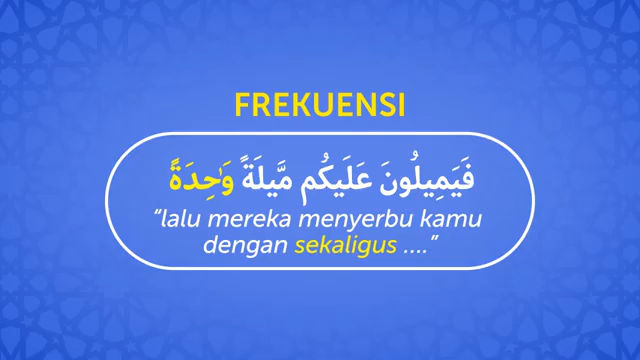 FREKUENSI
فَيَمِيلُونَ عَلَيكُم مَّيلَةً وَٰحِدَةً
“lalu mereka menyerbu kamu
dengan sekaligus ....”